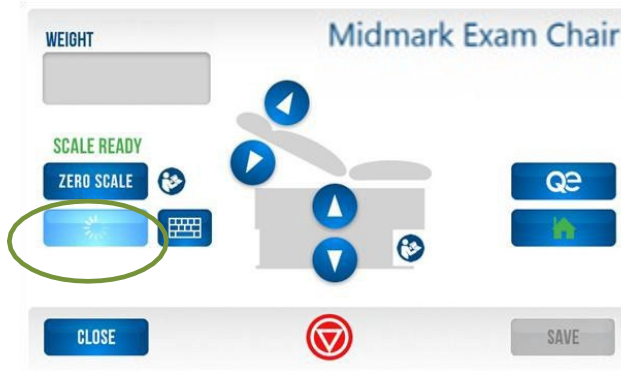 WEIGHT
Midmark Exam Chair
SCALE READY
ZERO SCALE
Qe
CLOSE
SAVE